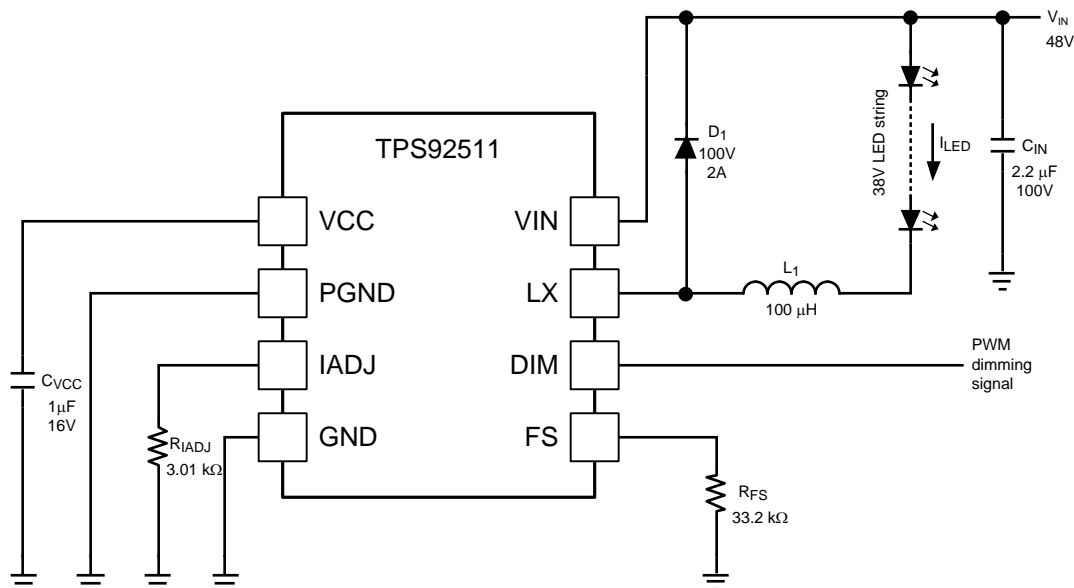 V_IN
48V
TPS92511
D1
100V
2A
38V LED string
I_LED
C_IN
2.2 µF
100V
VCC
VIN
PGND
LX
L1
100 µH
IADJ
DIM
PWM
dimming
signal
C_VCC
1µF
16V
GND
FS
R_IADJ
3.01 kΩ
R_FS
33.2 kΩ